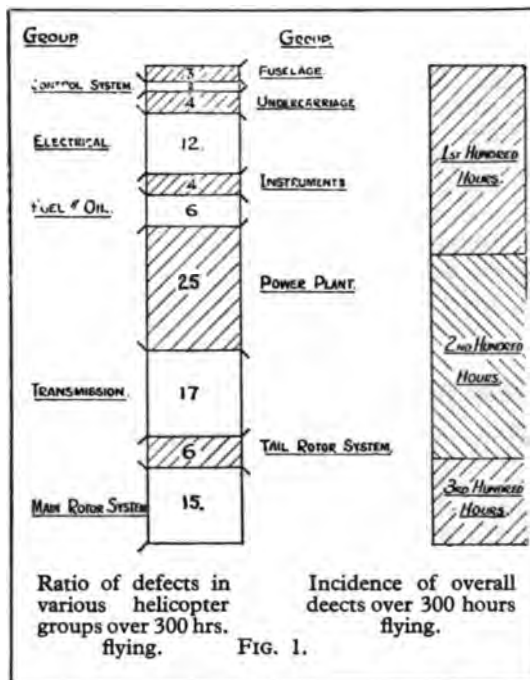 GROUP.
GROUP.
3
FUSELAGE.
CONTROL SYSTEM.
4
UNDERCARRIAGE
ELECTRICAL
12.
1ST HUNDRED
HOURS.
4
INSTRUMENTS
FUEL & OIL.
6
25
POWER PLANT.
2ND HUNDRED
HOURS.
TRANSMISSION.
17
6
TAIL ROTOR SYSTEM.
3RD HUNDRED
HOURS.
MAIN ROTOR SYSTEM
15.
Ratio of defects in
various helicopter
groups over 300 hrs.
flying.
Incidence of overall
deects over 300 hours
flying.
FIG. 1.